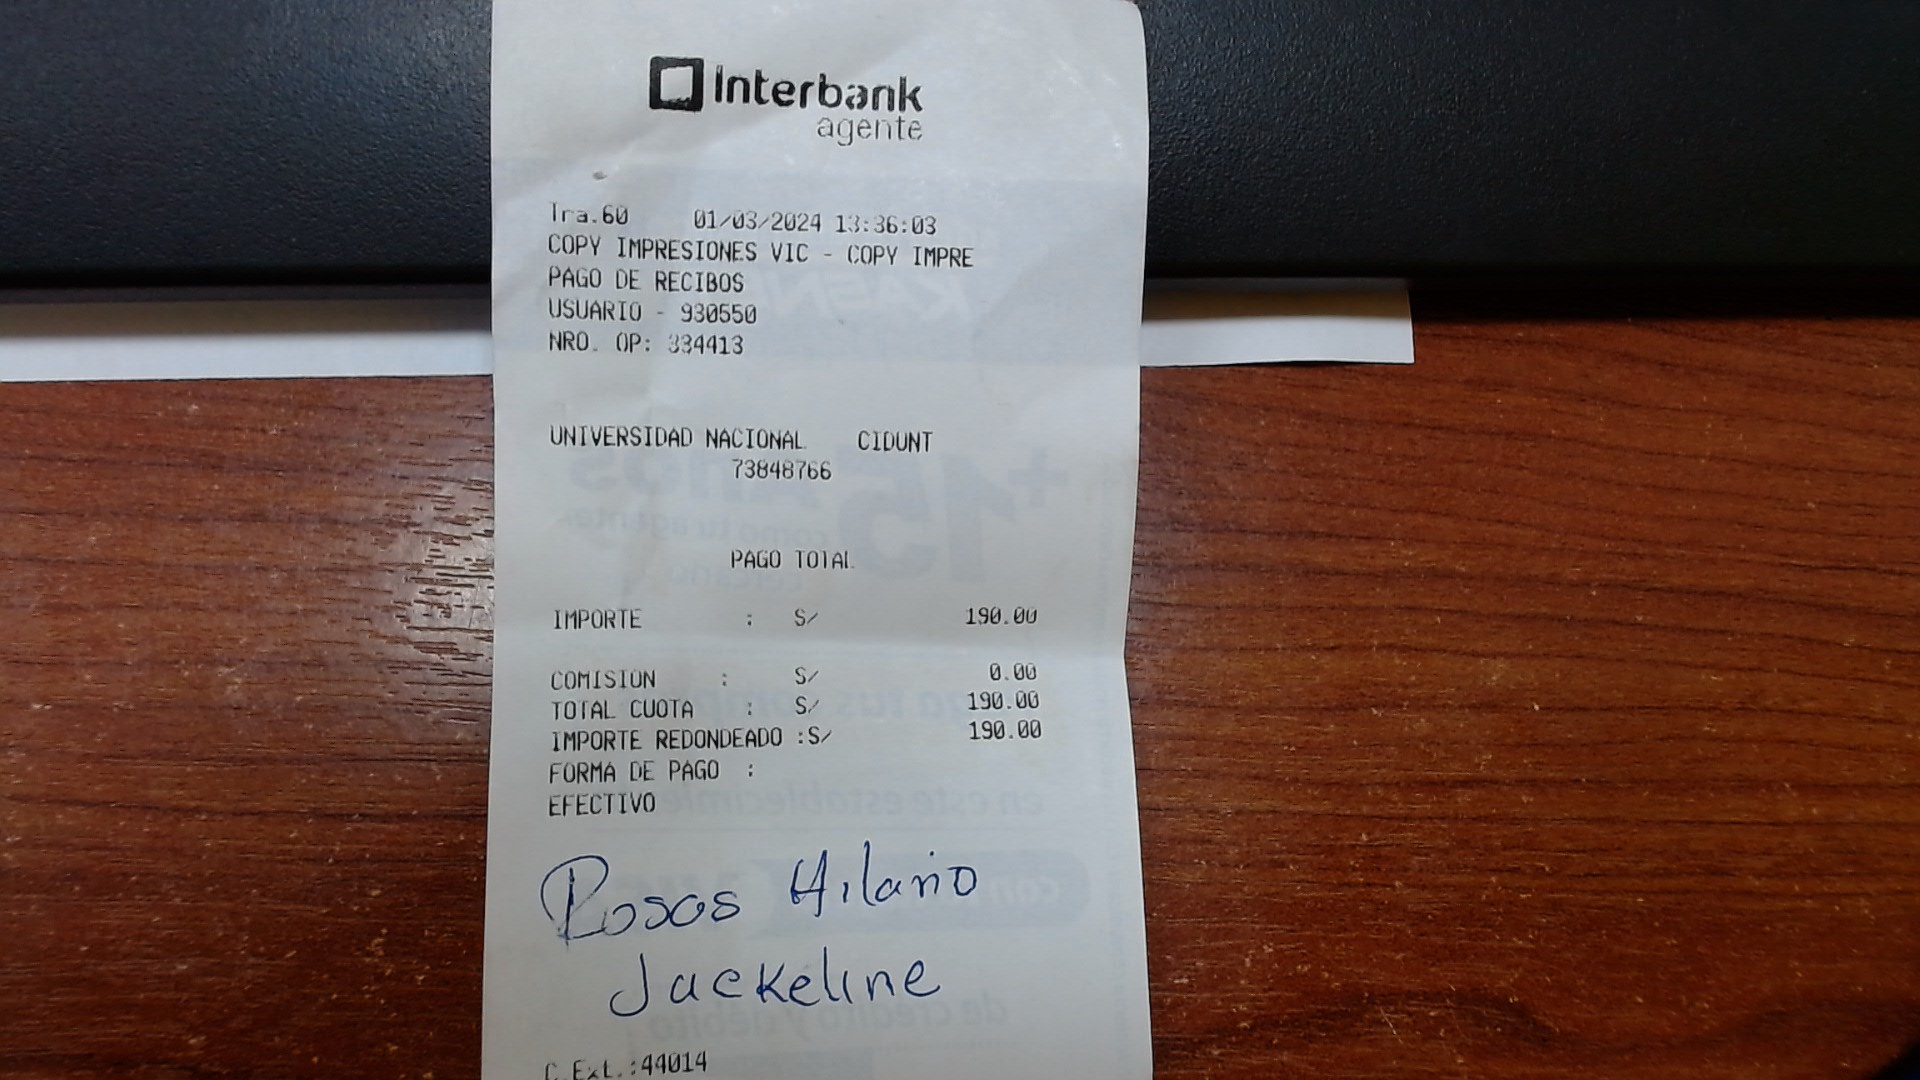 Interbank
agente
Tra.60 01/03/2024 13:36:03
COPY IMPRESIONES VIC - COPY IMPRE
PAGO DE RECIBOS
USUARIO - 930550
NRO. OP: 334413
UNIVERSIDAD NACIONAL CIDUNT
73848766
PAGO TOTAL
IMPORTE : S/ 190.00
COMISION : S/ 0.00
TOTAL CUOTA : S/ 190.00
IMPORTE REDONDEADO :S/ 190.00
FORMA DE PAGO :
EFECTIVO
Rosas Hilario
Jackeline
C.Ext.:44014